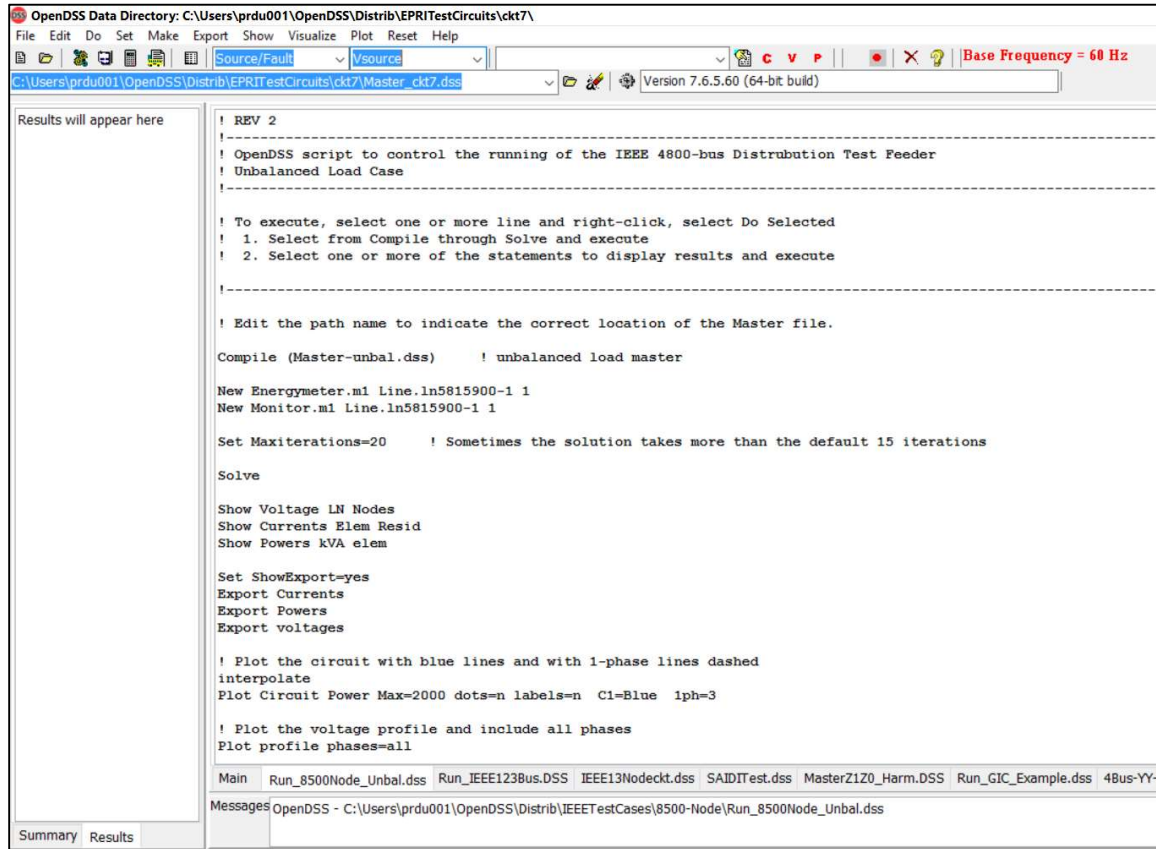 OpenDSS Data Directory: C:\Users\prdu001\OpenDSS\Distrib\EPRITestCircuits\ckt7\
File Edit Do Set Make Export Show Visualize Plot Reset Help
Source/Fault Vsource C V P Base Frequency = 60 Hz
C:\Users\prdu001\OpenDSS\Distrib\EPRITestCircuits\ckt7\Master_ckt7.dss Version 7.6.5.60 (64-bit build)
Results will appear here
! REV 2
!------------------------------------------------------------------------
! OpenDSS script to control the running of the IEEE 4800-bus Distrubution Test Feeder
! Unbalanced Load Case
!------------------------------------------------------------------------
! To execute, select one or more line and right-click, select Do Selected
! 1. Select from Compile through Solve and execute
! 2. Select one or more of the statements to display results and execute
!------------------------------------------------------------------------
! Edit the path name to indicate the correct location of the Master file.
Compile (Master-unbal.dss) ! unbalanced load master
New Energymeter.m1 Line.ln5815900-1 1
New Monitor.m1 Line.ln5815900-1 1
Set Maxiterations=20 ! Sometimes the solution takes more than the default 15 iterations
Solve
Show Voltage LN Nodes
Show Currents Elem Resid
Show Powers kVA elem
Set ShowExport=yes
Export Currents
Export Powers
Export voltages
! Plot the circuit with blue lines and with 1-phase lines dashed
interpolate
Plot Circuit Power Max=2000 dots=n labels=n C1=Blue 1ph=3
! Plot the voltage profile and include all phases
Plot profile phases=all
Main Run_8500Node_Unbal.dss Run_IEEE123Bus.DSS IEEE13Nodeckt.dss SAIDITest.dss MasterZ1Z0_Harm.DSS Run_GIC_Example.dss 4Bus-YY-
Messages OpenDSS - C:\Users\prdu001\OpenDSS\Distrib\IEEETestCases\8500-Node\Run_8500Node_Unbal.dss
Summary Results